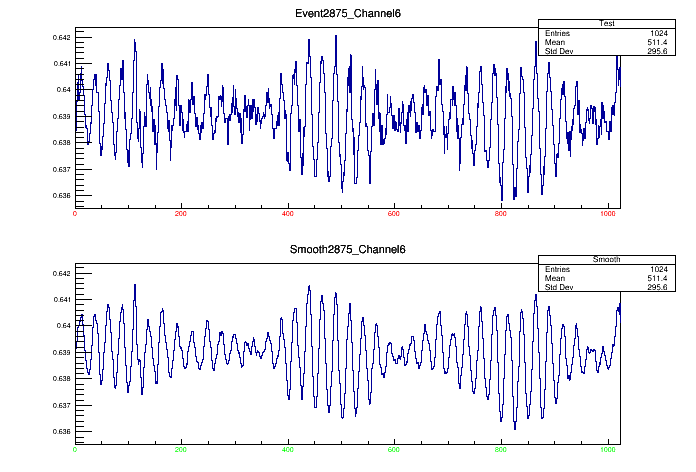 Event2875_Channel6
Test
Entries 1024
Mean 511.4
Std Dev 295.6
0.642
0.641
0.64
0.639
0.638
0.637
0.636
0 200 400 600 800 1000
Smooth2875_Channel6
Smooth
Entries 1024
Mean 511.4
Std Dev 295.6
0.642
0.641
0.64
0.639
0.638
0.637
0.636
0 200 400 600 800 1000